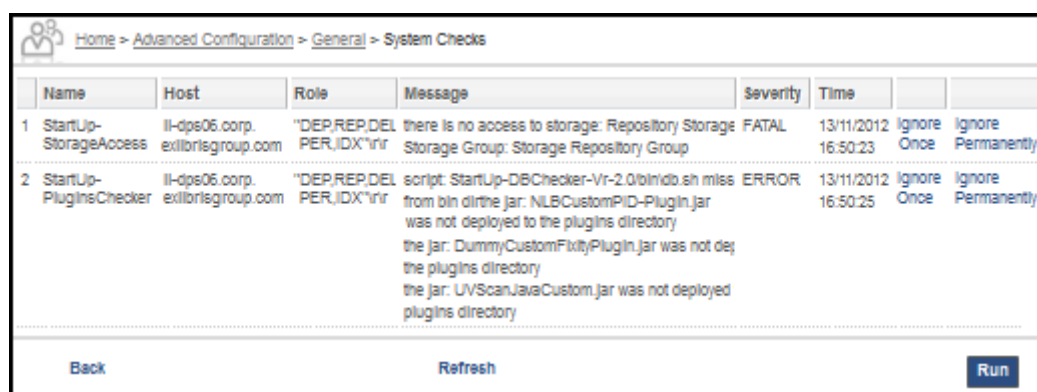 Home > Advanced Configuration > General > System Checks
Name Host Role Message Severity Time
1 StartUp- ll-dps06.corp. "DEP,REP,DEL there is no access to storage: Repository Storage FATAL 13/11/2012 Ignore Ignore
StorageAccess exlibrisgroup.com PER,IDX"\r\r Storage Group: Storage Repository Group 16:50:23 Once Permanently
2 StartUp- ll-dps06.corp. "DEP,REP,DEL script: StartUp-DBChecker-Vr-2.0/bin\db.sh miss ERROR 13/11/2012 Ignore Ignore
PluginsChecker exlibrisgroup.com PER,IDX"\r\r from bin dirthe jar: NLBCustomPID-Plugin.jar 16:50:25 Once Permanently
was not deployed to the plugins directory
the jar: DummyCustomFixityPlugin.jar was not dep
the plugins directory
the jar: UVScanJavaCustom.jar was not deployed
plugins directory
Back Refresh Run